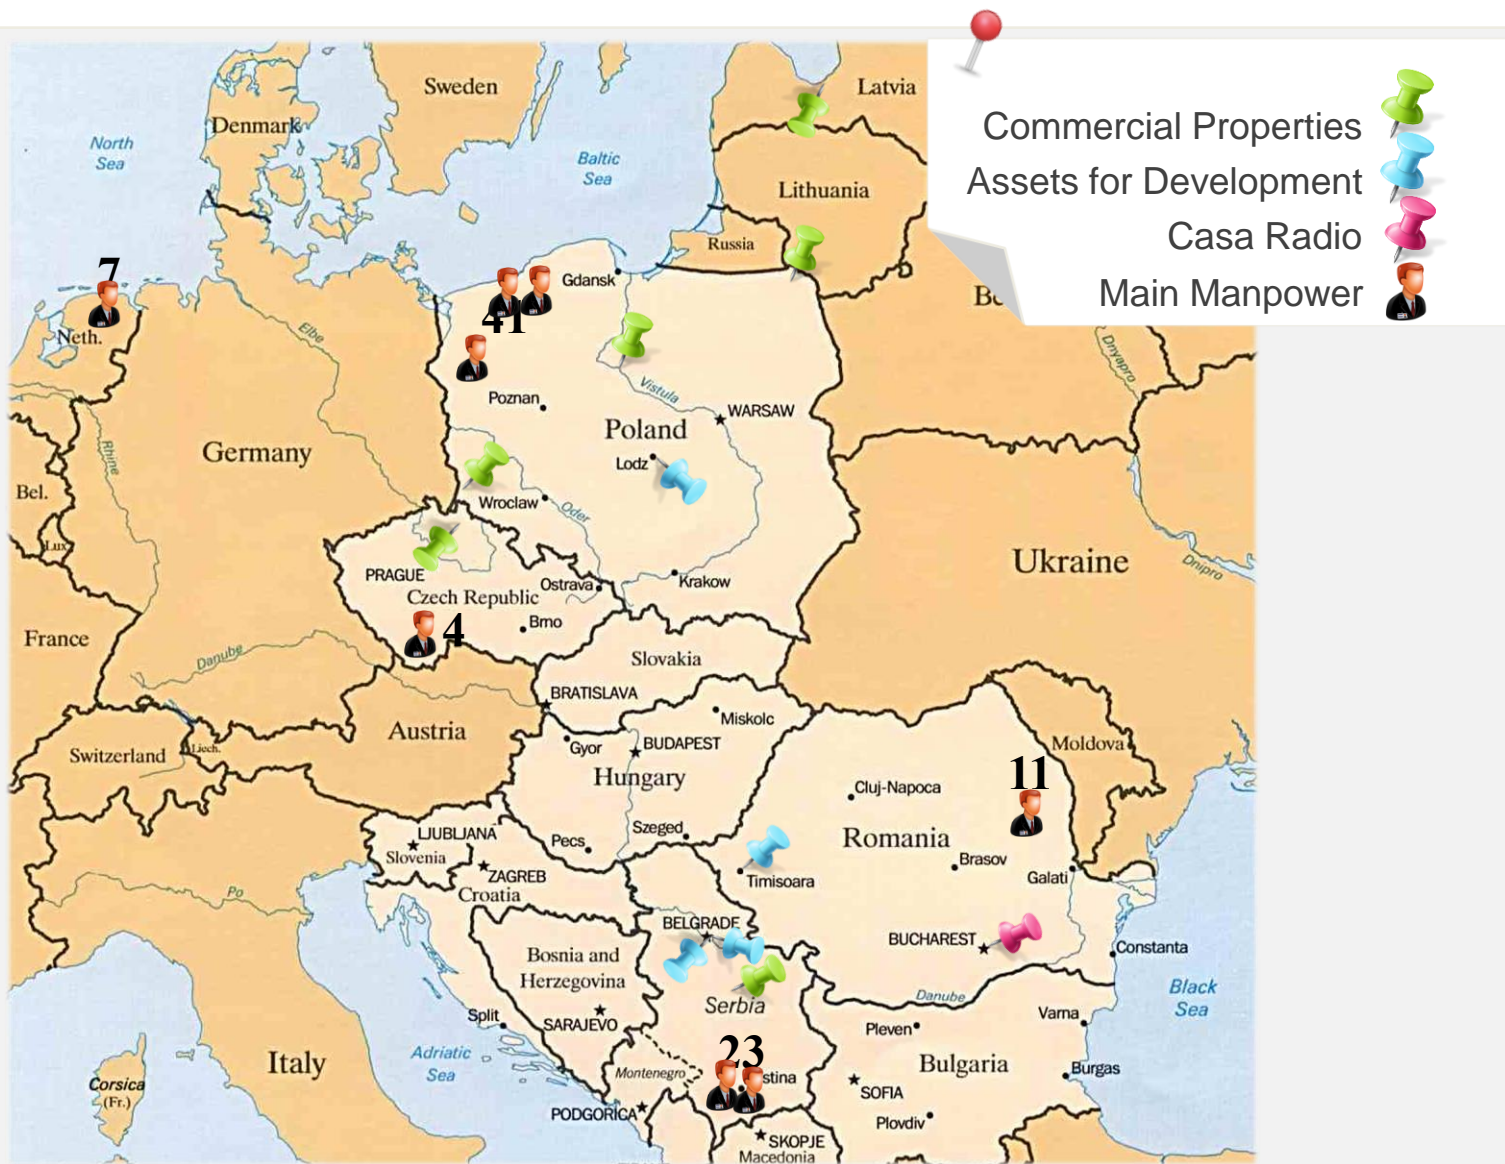 Commercial Properties
Assets for Development
Casa Radio
Main Manpower
Sweden
Latvia
Denmark
North
Sea
Baltic
Sea
Lithuania
Russia
7
Gdansk
41
Neth.
Elbe
Dnyapro
Vistula
Poznan
WARSAW
Poland
Germany
Rhine
Lodz
Bel.
Wroclaw
Oder
Lux.
Ukraine
Dnipro
PRAGUE
Ostrava
Krakow
Czech Republic
Brno
4
France
Danube
Slovakia
BRATISLAVA
Miskolc
Austria
Gyor
BUDAPEST
Moldova
Switzerland
Liech.
Hungary
11
Cluj-Napoca
Szeged
LJUBLJANA
Pecs
Romania
Slovenia
Brasov
ZAGREB
Timisoara
Galati
Po
Croatia
BELGRADE
BUCHAREST
Constanta
Bosnia and
Herzegovina
Danube
Black
Sea
Serbia
Split
SARAJEVO
Varna
Pleven
Adriatic
Sea
Italy
23
Bulgaria
Montenegro
stina
Burgas
Corsica
(Fr.)
SOFIA
PODGORICA
Plovdiv
SKOPJE
Macedonia